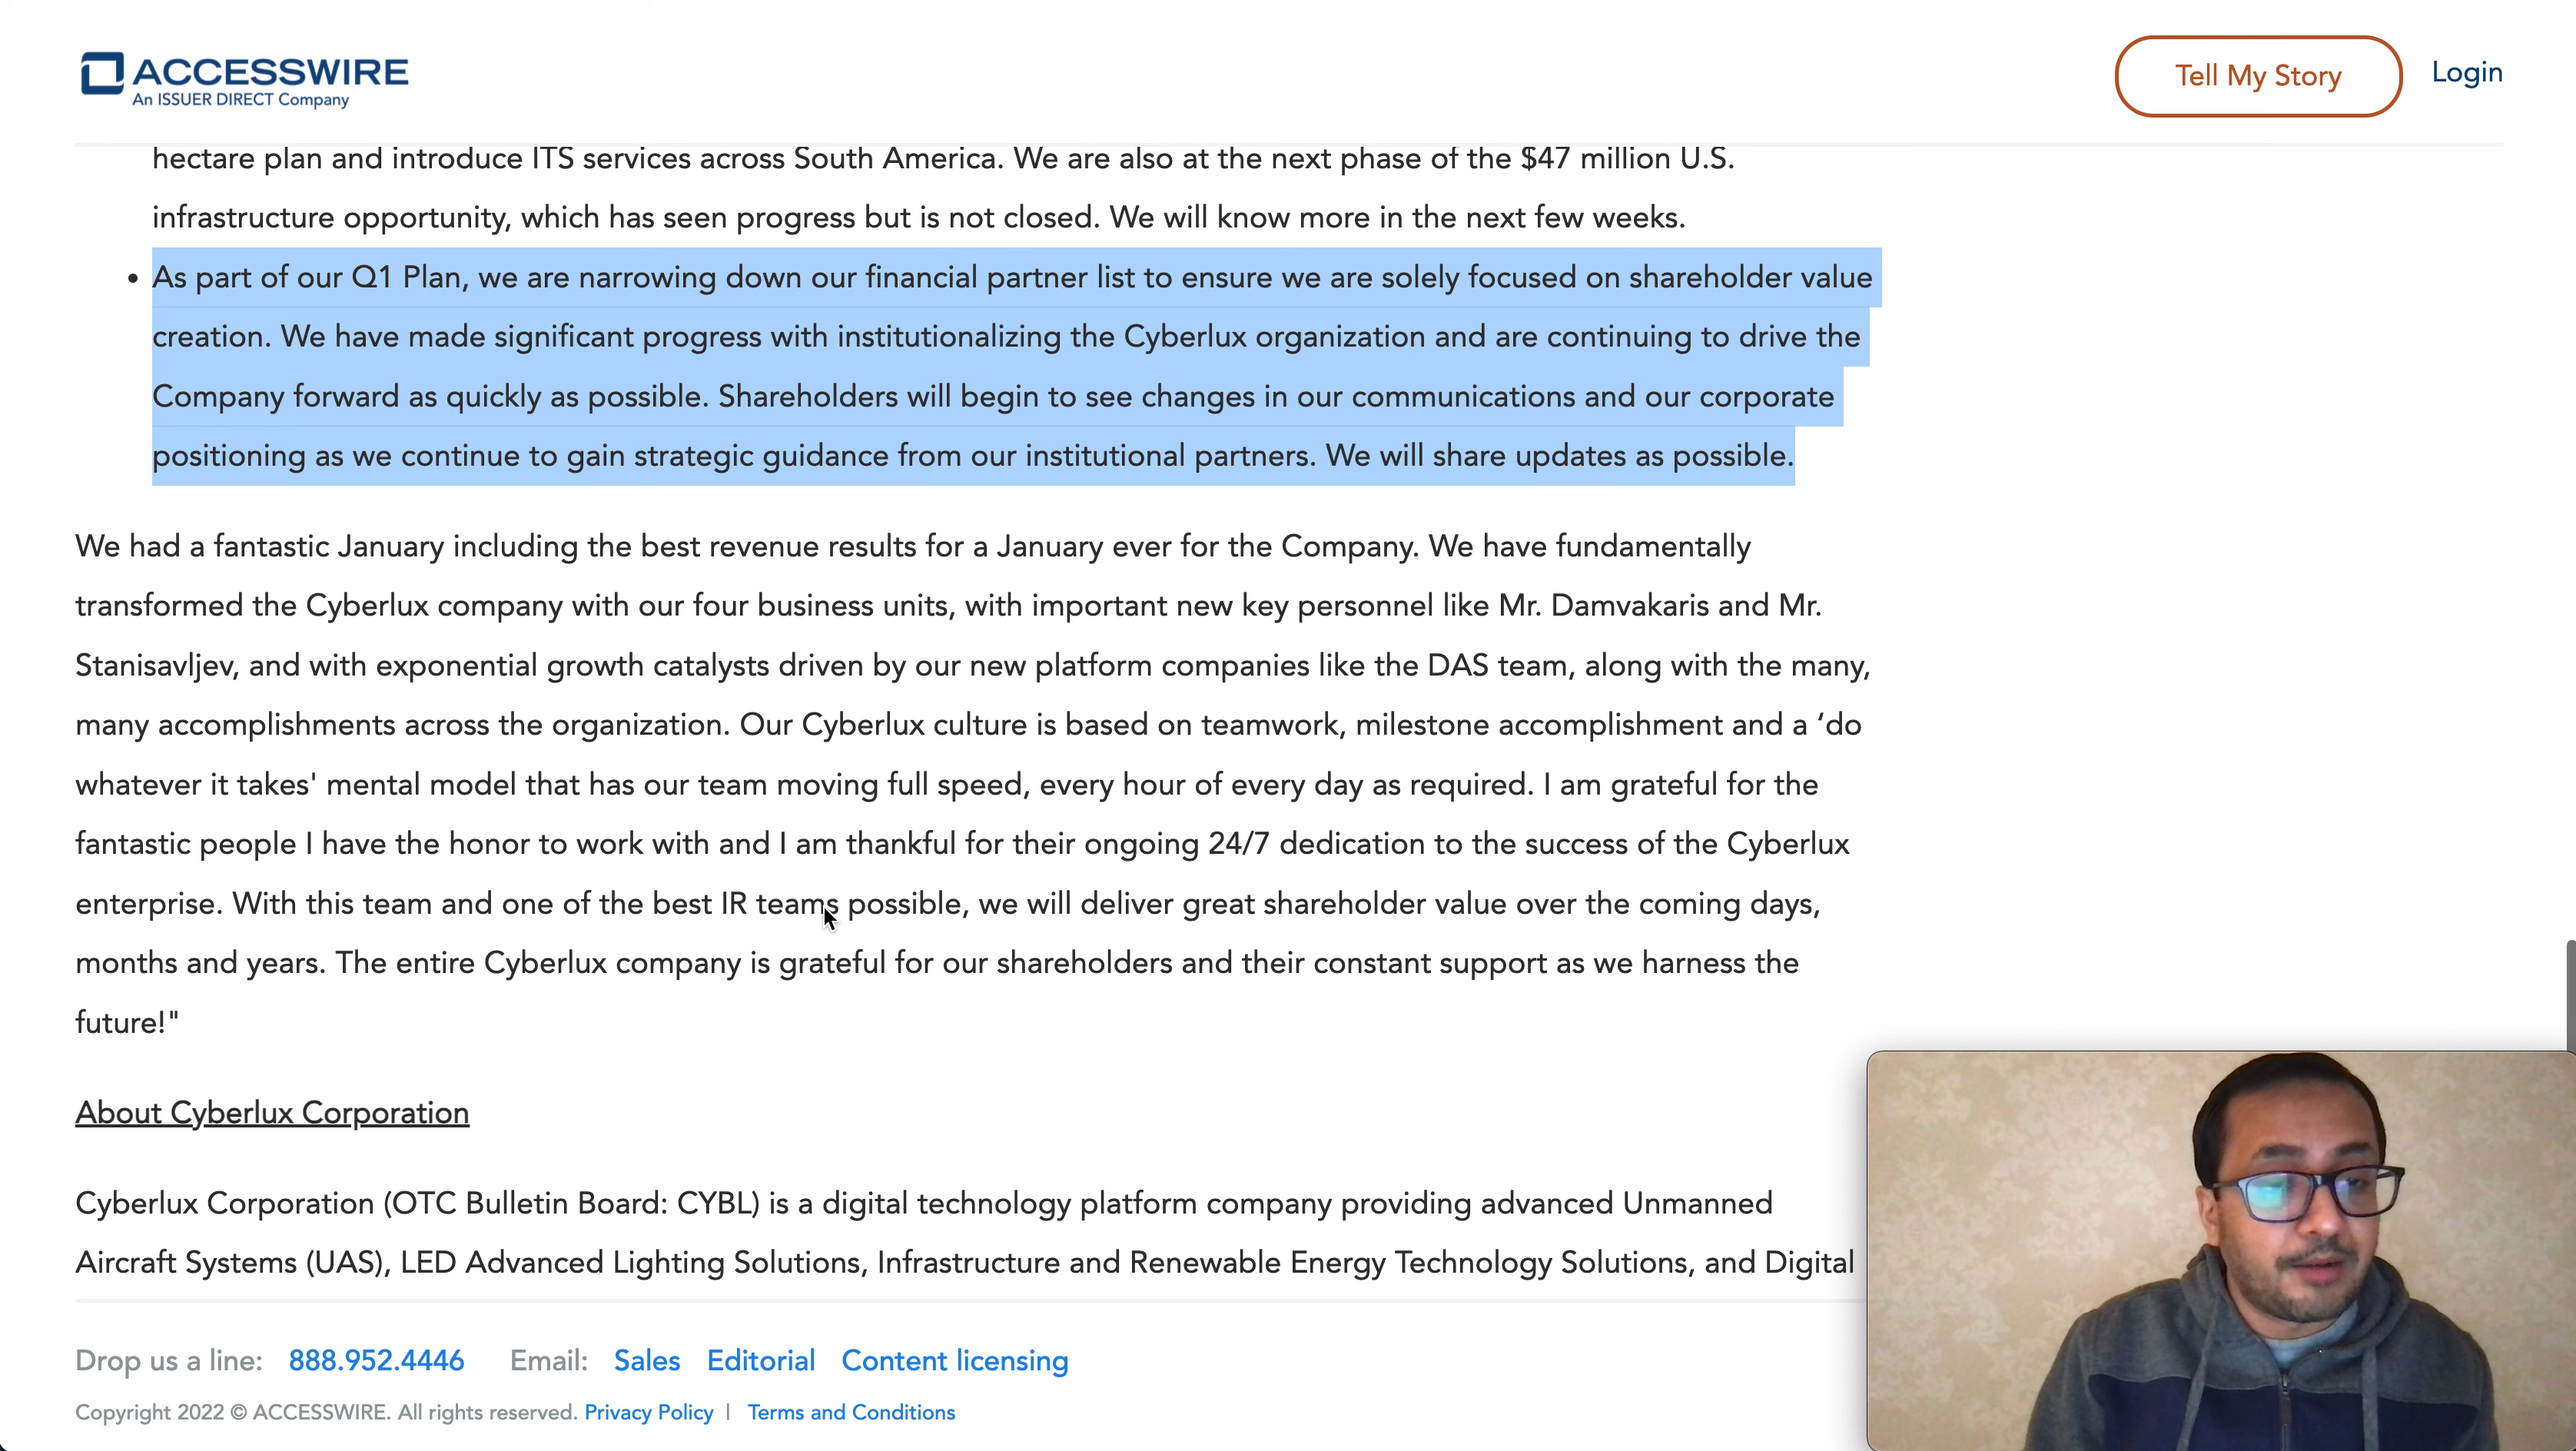 ACCESSWIRE
An ISSUER DIRECT Company
Tell My Story
Login
hectare plan and introduce ITS services across South America. We are also at the next phase of the $47 million U.S.
infrastructure opportunity, which has seen progress but is not closed. We will know more in the next few weeks.
• As part of our Q1 Plan, we are narrowing down our financial partner list to ensure we are solely focused on shareholder value
creation. We have made significant progress with institutionalizing the Cyberlux organization and are continuing to drive the
Company forward as quickly as possible. Shareholders will begin to see changes in our communications and our corporate
positioning as we continue to gain strategic guidance from our institutional partners. We will share updates as possible.
We had a fantastic January including the best revenue results for a January ever for the Company. We have fundamentally
transformed the Cyberlux company with our four business units, with important new key personnel like Mr. Damvakaris and Mr.
Stanisavljev, and with exponential growth catalysts driven by our new platform companies like the DAS team, along with the many,
many accomplishments across the organization. Our Cyberlux culture is based on teamwork, milestone accomplishment and a ‘do
whatever it takes' mental model that has our team moving full speed, every hour of every day as required. I am grateful for the
fantastic people I have the honor to work with and I am thankful for their ongoing 24/7 dedication to the success of the Cyberlux
enterprise. With this team and one of the best IR teams possible, we will deliver great shareholder value over the coming days,
months and years. The entire Cyberlux company is grateful for our shareholders and their constant support as we harness the
future!"
About Cyberlux Corporation
Cyberlux Corporation (OTC Bulletin Board: CYBL) is a digital technology platform company providing advanced Unmanned
Aircraft Systems (UAS), LED Advanced Lighting Solutions, Infrastructure and Renewable Energy Technology Solutions, and Digital
Drop us a line: 888.952.4446 Email: Sales Editorial Content licensing
Copyright 2022 © ACCESSWIRE. All rights reserved. Privacy Policy | Terms and Conditions